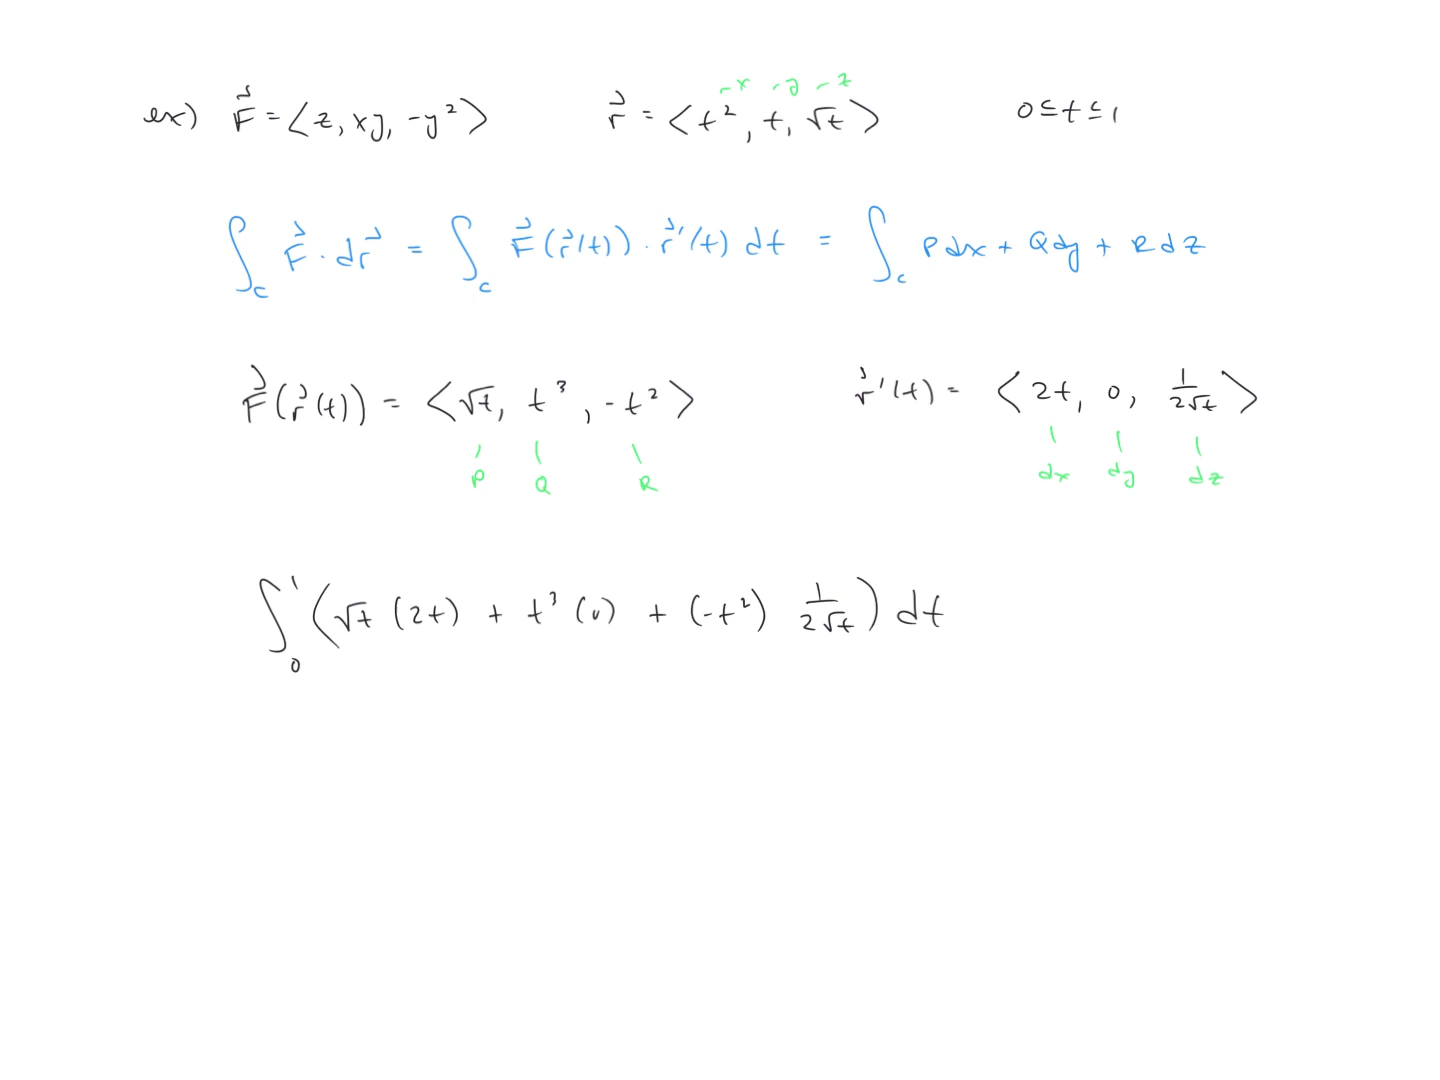 -x -y -z
ex) F⃗ = ⟨z, xy, -y²⟩ r⃗ = ⟨t², t, √t⟩ 0≤t≤1
∫_C F⃗ · dr⃗ = ∫_C F⃗(r⃗(t)) · r⃗'(t) dt = ∫_C P dx + Q dy + R dz
F⃗(r⃗(t)) = ⟨√t, t³, -t²⟩ r⃗'(t) = ⟨2t, 0, 1/(2√t)⟩
P Q R dx dy dz
∫₀¹ (√t (2t) + t³ (0) + (-t²) 1/(2√t)) dt